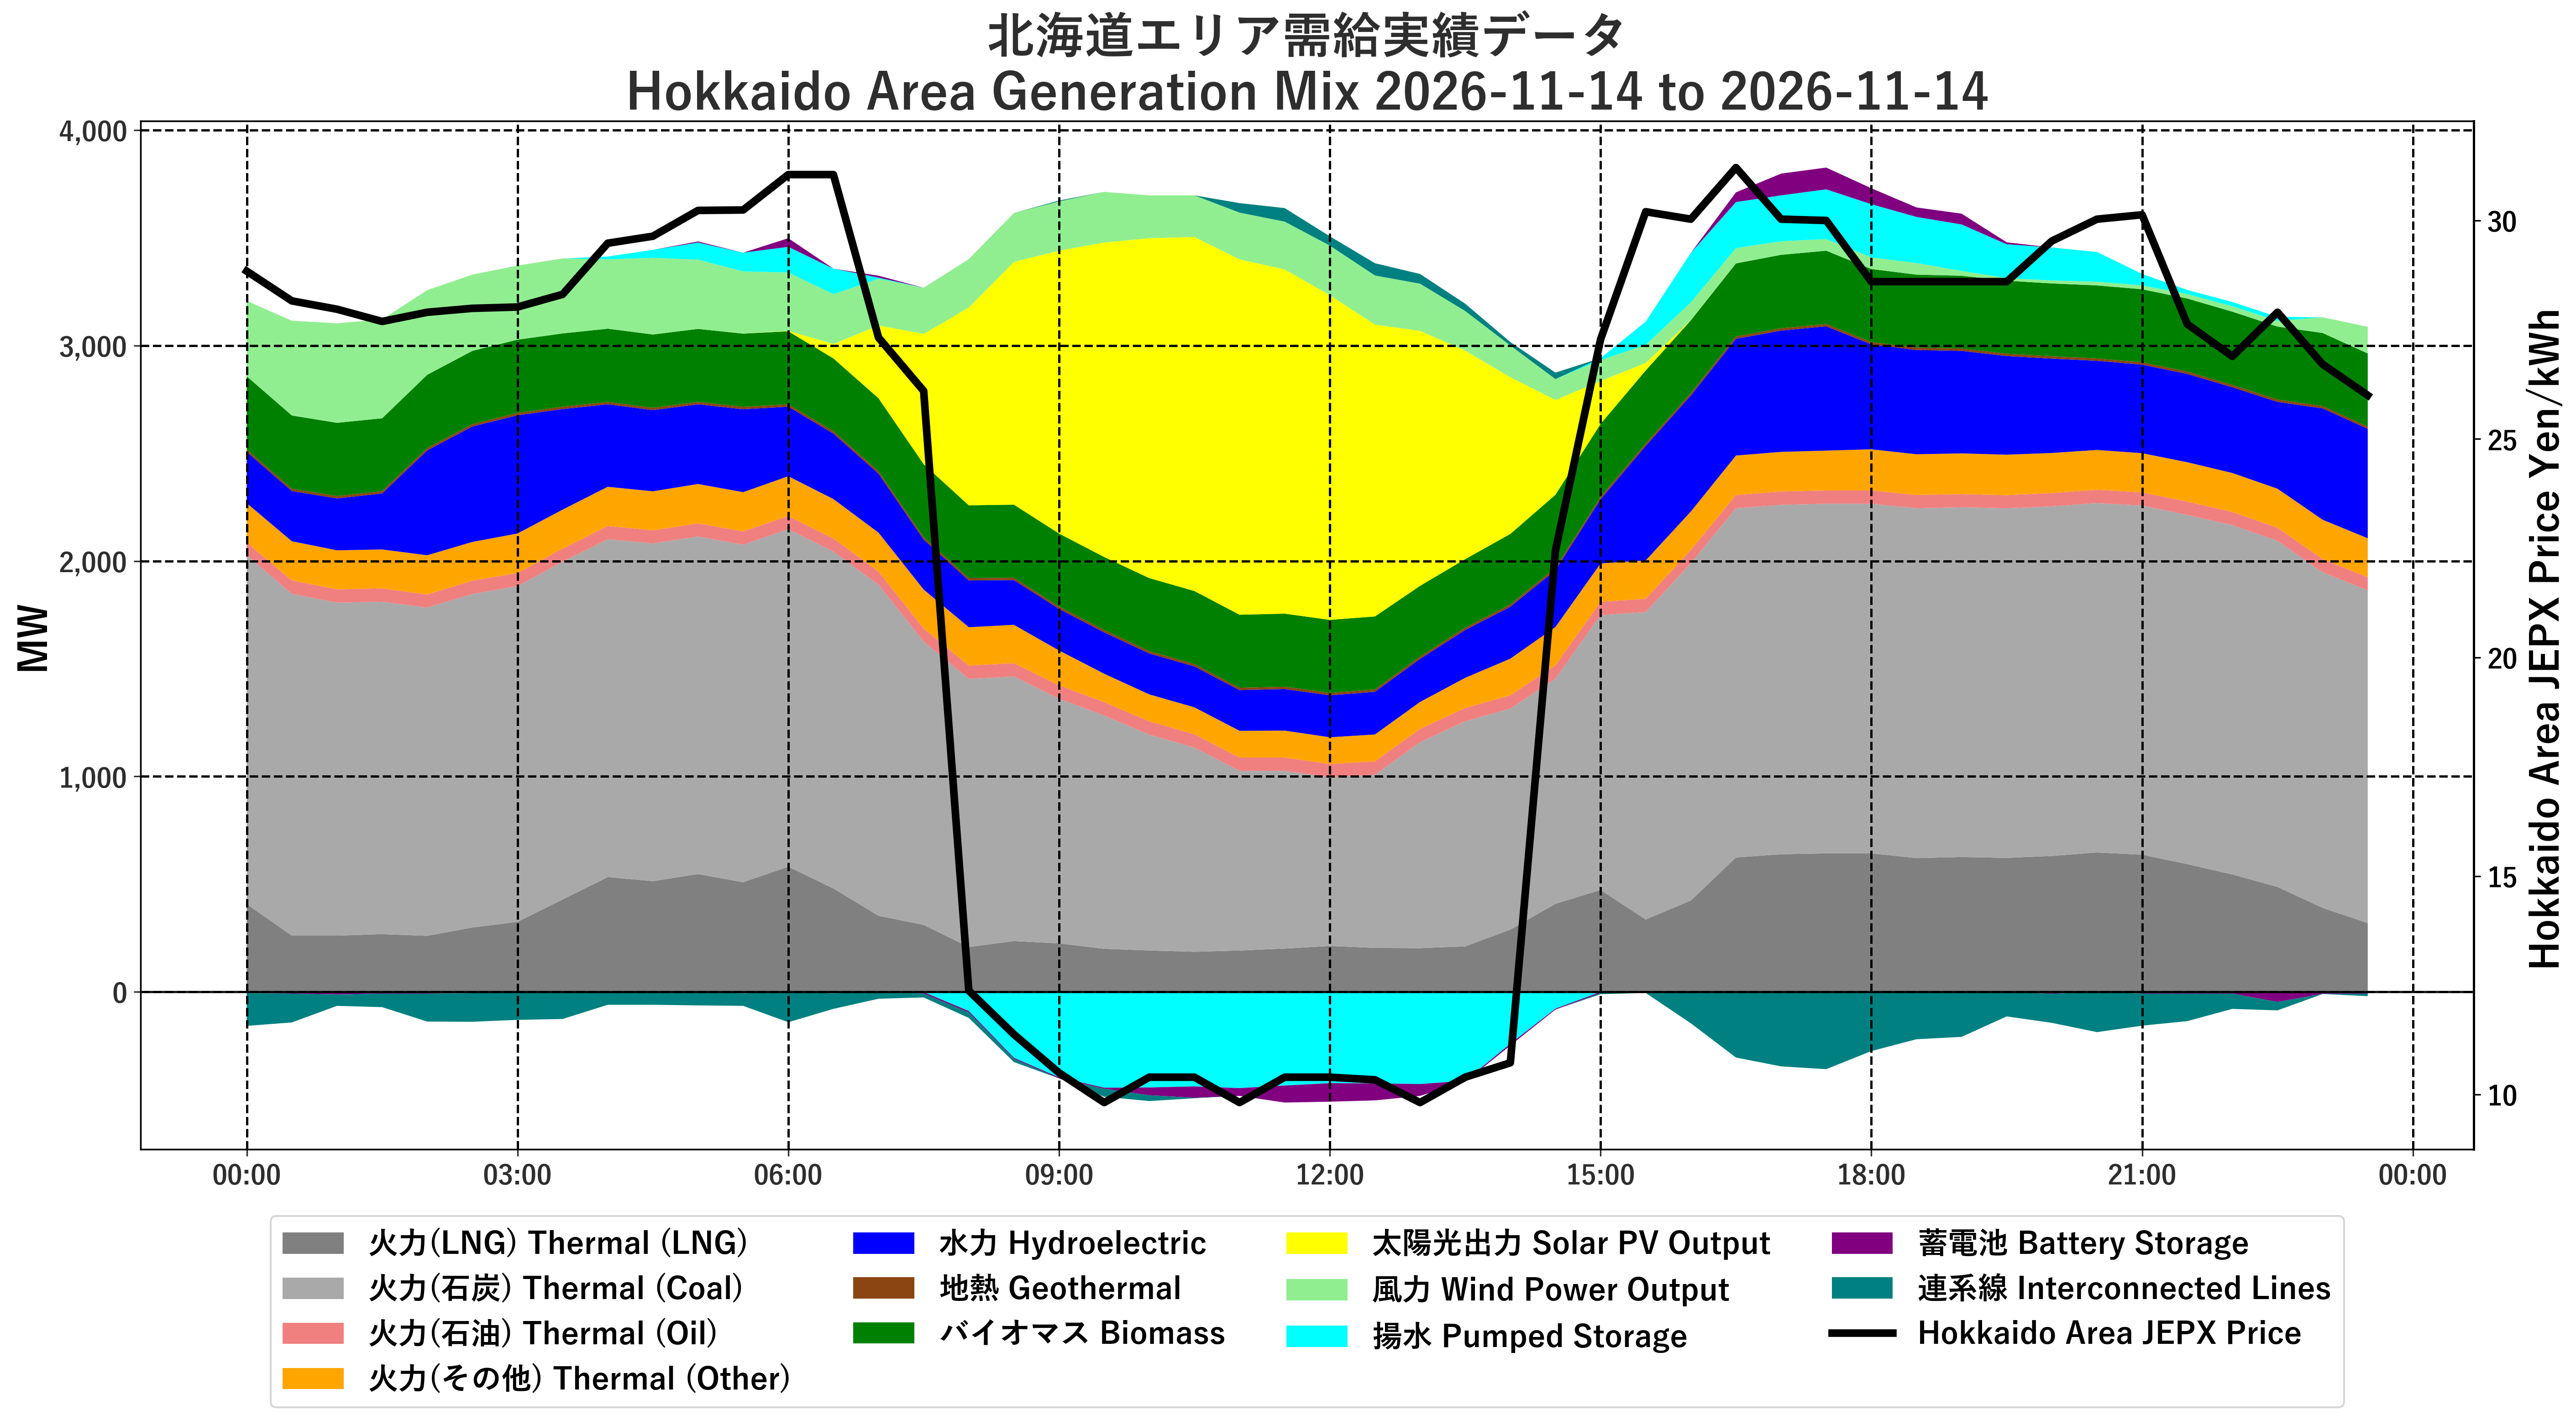 北海道エリア需給実績データ
Hokkaido Area Generation Mix 2026-11-14 to 2026-11-14
4,000
3,000
2,000
1,000
0
MW
30
25
20
15
10
Hokkaido Area JEPX Price Yen/kWh
00:00 03:00 06:00 09:00 12:00 15:00 18:00 21:00 00:00
火力(LNG) Thermal (LNG)
火力(石炭) Thermal (Coal)
火力(石油) Thermal (Oil)
火力(その他) Thermal (Other)
水力 Hydroelectric
地熱 Geothermal
バイオマス Biomass
太陽光出力 Solar PV Output
風力 Wind Power Output
揚水 Pumped Storage
蓄電池 Battery Storage
連系線 Interconnected Lines
Hokkaido Area JEPX Price